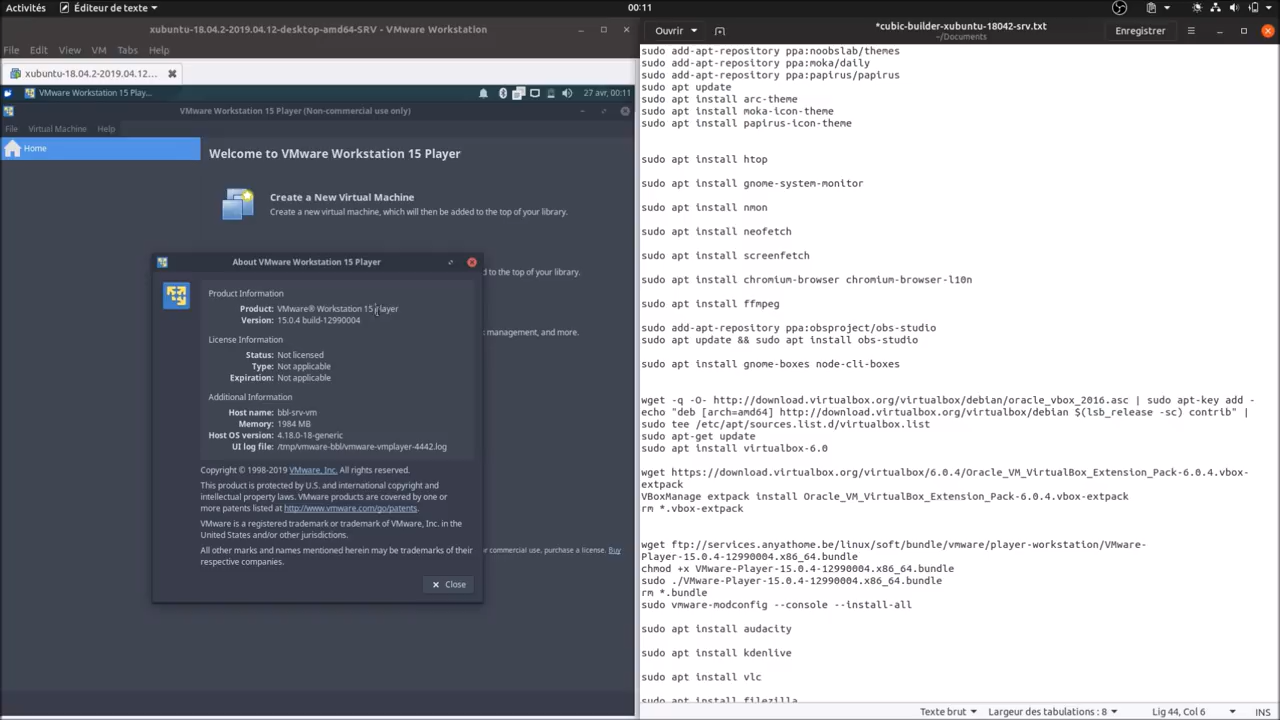 Activités
Éditeur de texte
00:11
xubuntu-18.04.2-2019.04.12-desktop-amd64-SRV - VMware Workstation
File Edit View VM Tabs Help
xubuntu-18.04.2-2019.04.12...
VMware Workstation 15 Play...
27 avr, 00:11
VMware Workstation 15 Player (Non-commercial use only)
File Virtual Machine Help
Home
Welcome to VMware Workstation 15 Player
Create a New Virtual Machine
Create a new virtual machine, which will then be added to the top of your library.
d to the top of your library.
management, and more.
or commercial use, purchase a license. Buy
About VMware Workstation 15 Player
Product Information
Product: VMware® Workstation 15 Player
Version: 15.0.4 build-12990004
License Information
Status: Not licensed
Type: Not applicable
Expiration: Not applicable
Additional Information
Host name: bbl-srv-vm
Memory: 1984 MB
Host OS version: 4.18.0-18-generic
UI log file: /tmp/vmware-bbl/vmware-vmplayer-4442.log
Copyright © 1998-2019 VMware, Inc. All rights reserved.
This product is protected by U.S. and international copyright and
intellectual property laws. VMware products are covered by one or
more patents listed at http://www.vmware.com/go/patents.
VMware is a registered trademark or trademark of VMware, Inc. in the
United States and/or other jurisdictions.
All other marks and names mentioned herein may be trademarks of their
respective companies.
Close
Ouvrir
*cubic-builder-xubuntu-18042-srv.txt
~/Documents
Enregistrer
sudo add-apt-repository ppa:noobslab/themes
sudo add-apt-repository ppa:moka/daily
sudo add-apt-repository ppa:papirus/papirus
sudo apt update
sudo apt install arc-theme
sudo apt install moka-icon-theme
sudo apt install papirus-icon-theme
sudo apt install htop
sudo apt install gnome-system-monitor
sudo apt install nmon
sudo apt install neofetch
sudo apt install screenfetch
sudo apt install chromium-browser chromium-browser-l10n
sudo apt install ffmpeg
sudo add-apt-repository ppa:obsproject/obs-studio
sudo apt update && sudo apt install obs-studio
sudo apt install gnome-boxes node-cli-boxes
wget -q -O- http://download.virtualbox.org/virtualbox/debian/oracle_vbox_2016.asc | sudo apt-key add -
echo "deb [arch=amd64] http://download.virtualbox.org/virtualbox/debian $(lsb_release -sc) contrib" |
sudo tee /etc/apt/sources.list.d/virtualbox.list
sudo apt-get update
sudo apt install virtualbox-6.0
wget https://download.virtualbox.org/virtualbox/6.0.4/Oracle_VM_VirtualBox_Extension_Pack-6.0.4.vbox-
extpack
VBoxManage extpack install Oracle_VM_VirtualBox_Extension_Pack-6.0.4.vbox-extpack
rm *.vbox-extpack
wget ftp://services.anyathome.be/linux/soft/bundle/vmware/player-workstation/VMware-
Player-15.0.4-12990004.x86_64.bundle
chmod +x VMware-Player-15.0.4-12990004.x86_64.bundle
sudo ./VMware-Player-15.0.4-12990004.x86_64.bundle
rm *.bundle
sudo vmware-modconfig --console --install-all
sudo apt install audacity
sudo apt install kdenlive
sudo apt install vlc
sudo apt install filezilla
Texte brut
Largeur des tabulations : 8
Lig 44, Col 6
INS